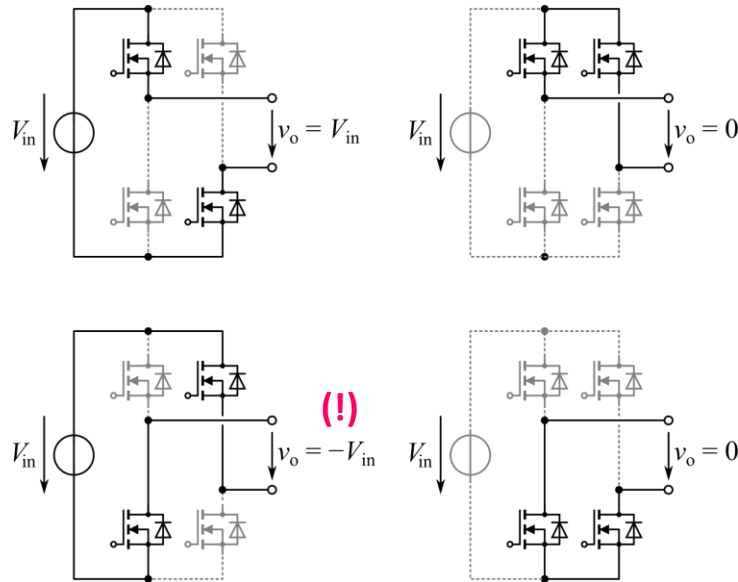 V_in
v_o = V_in
V_in
v_o = 0
(!)
V_in
v_o = −V_in
V_in
v_o = 0